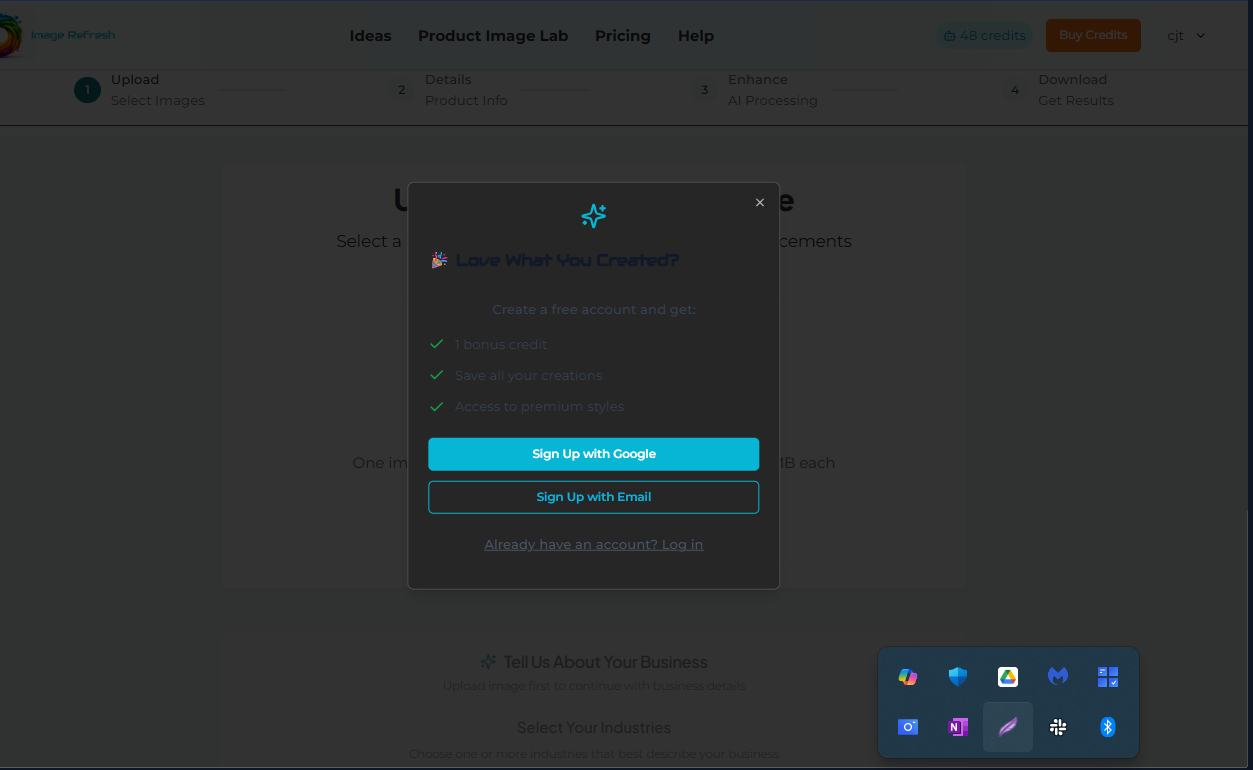 Image Refresh
Ideas Product Image Lab Pricing Help
48 credits
Buy Credits
cjt
1 Upload
Select Images
2 Details
Product Info
3 Enhance
AI Processing
4 Download
Get Results
U e
Select a cements
🎉 Love What You Created?
Create a free account and get:
1 bonus credit
Save all your creations
Access to premium styles
One im MB each
Sign Up with Google
Sign Up with Email
Already have an account? Log in
Tell Us About Your Business
Upload image first to continue with business details
Select Your Industries
Choose one or more industries that best describe your business
N